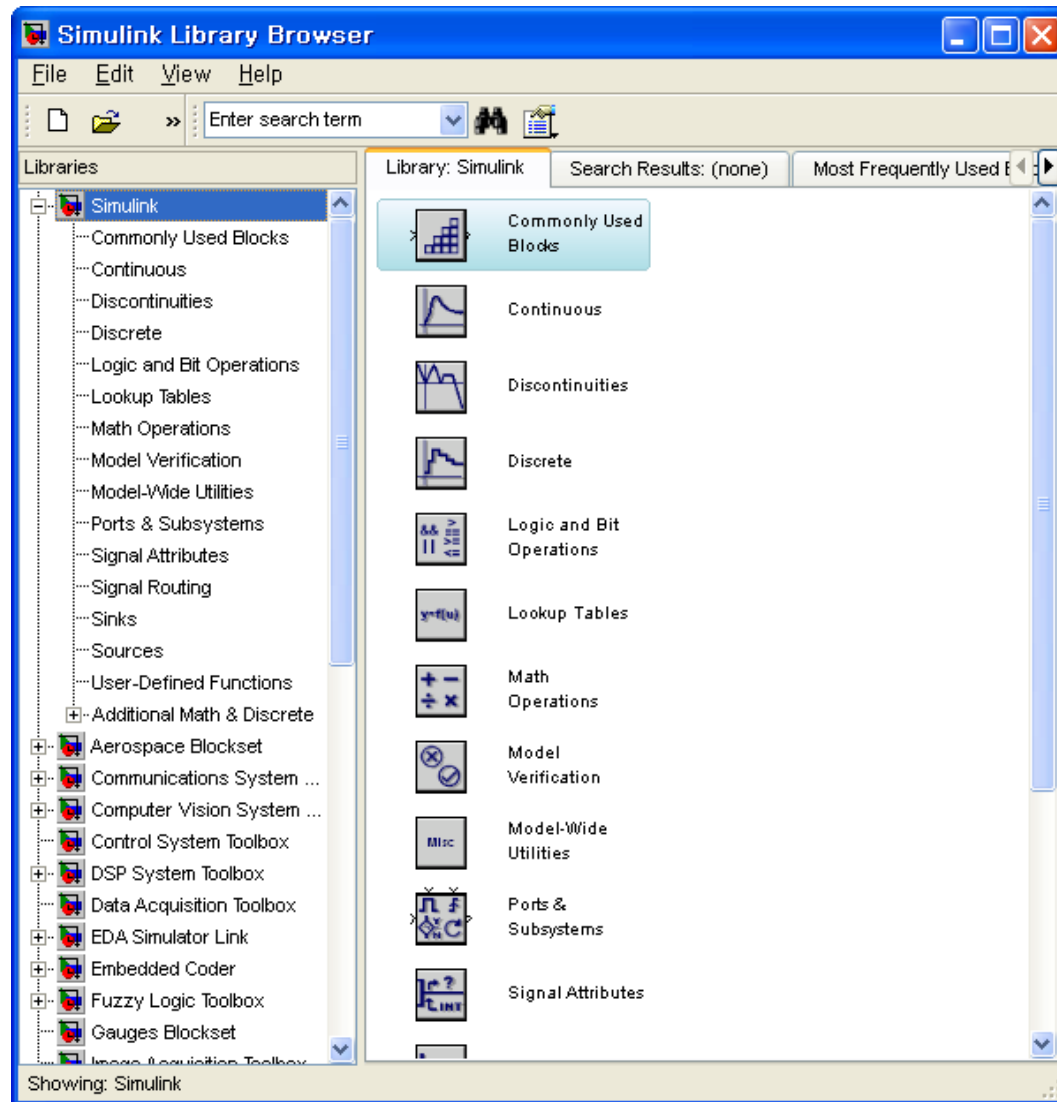 Simulink Library Browser
File Edit View Help
» Enter search term
Libraries
Library: Simulink Search Results: (none) Most Frequently Used
Simulink
Commonly Used Blocks
Continuous
Discontinuities
Discrete
Logic and Bit Operations
Lookup Tables
Math Operations
Model Verification
Model-Wide Utilities
Ports & Subsystems
Signal Attributes
Signal Routing
Sinks
Sources
User-Defined Functions
Additional Math & Discrete
Aerospace Blockset
Communications System ...
Computer Vision System ...
Control System Toolbox
DSP System Toolbox
Data Acquisition Toolbox
EDA Simulator Link
Embedded Coder
Fuzzy Logic Toolbox
Gauges Blockset
Image Acquisition Toolbox
Commonly Used
Blocks
Continuous
Discontinuities
Discrete
&& > >= || <=
Logic and Bit
Operations
y=f(u)
Lookup Tables
+ - ÷ ×
Math
Operations
Model
Verification
Misc
Model-Wide
Utilities
Y N
Ports &
Subsystems
? INT
Signal Attributes
Showing: Simulink